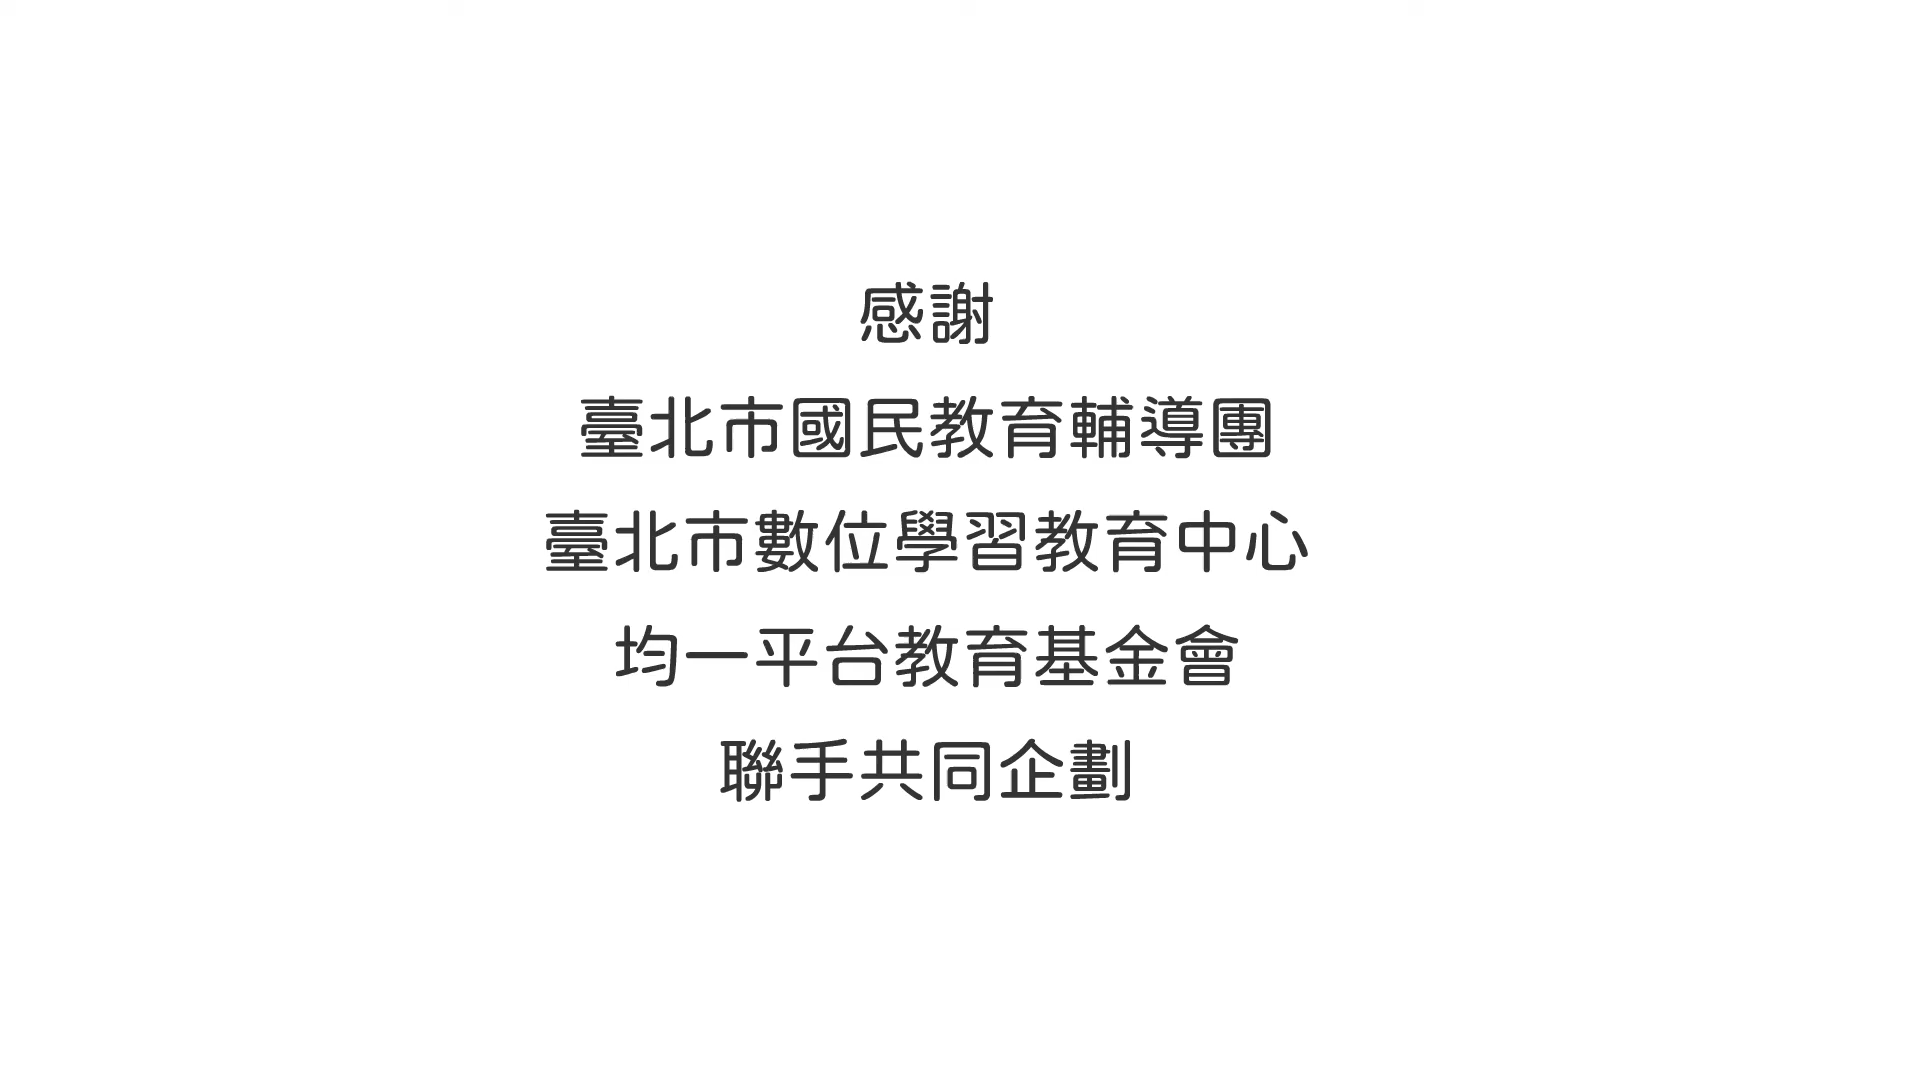 感謝
臺北市國民教育輔導團
臺北市數位學習教育中心
均一平台教育基金會
聯手共同企劃